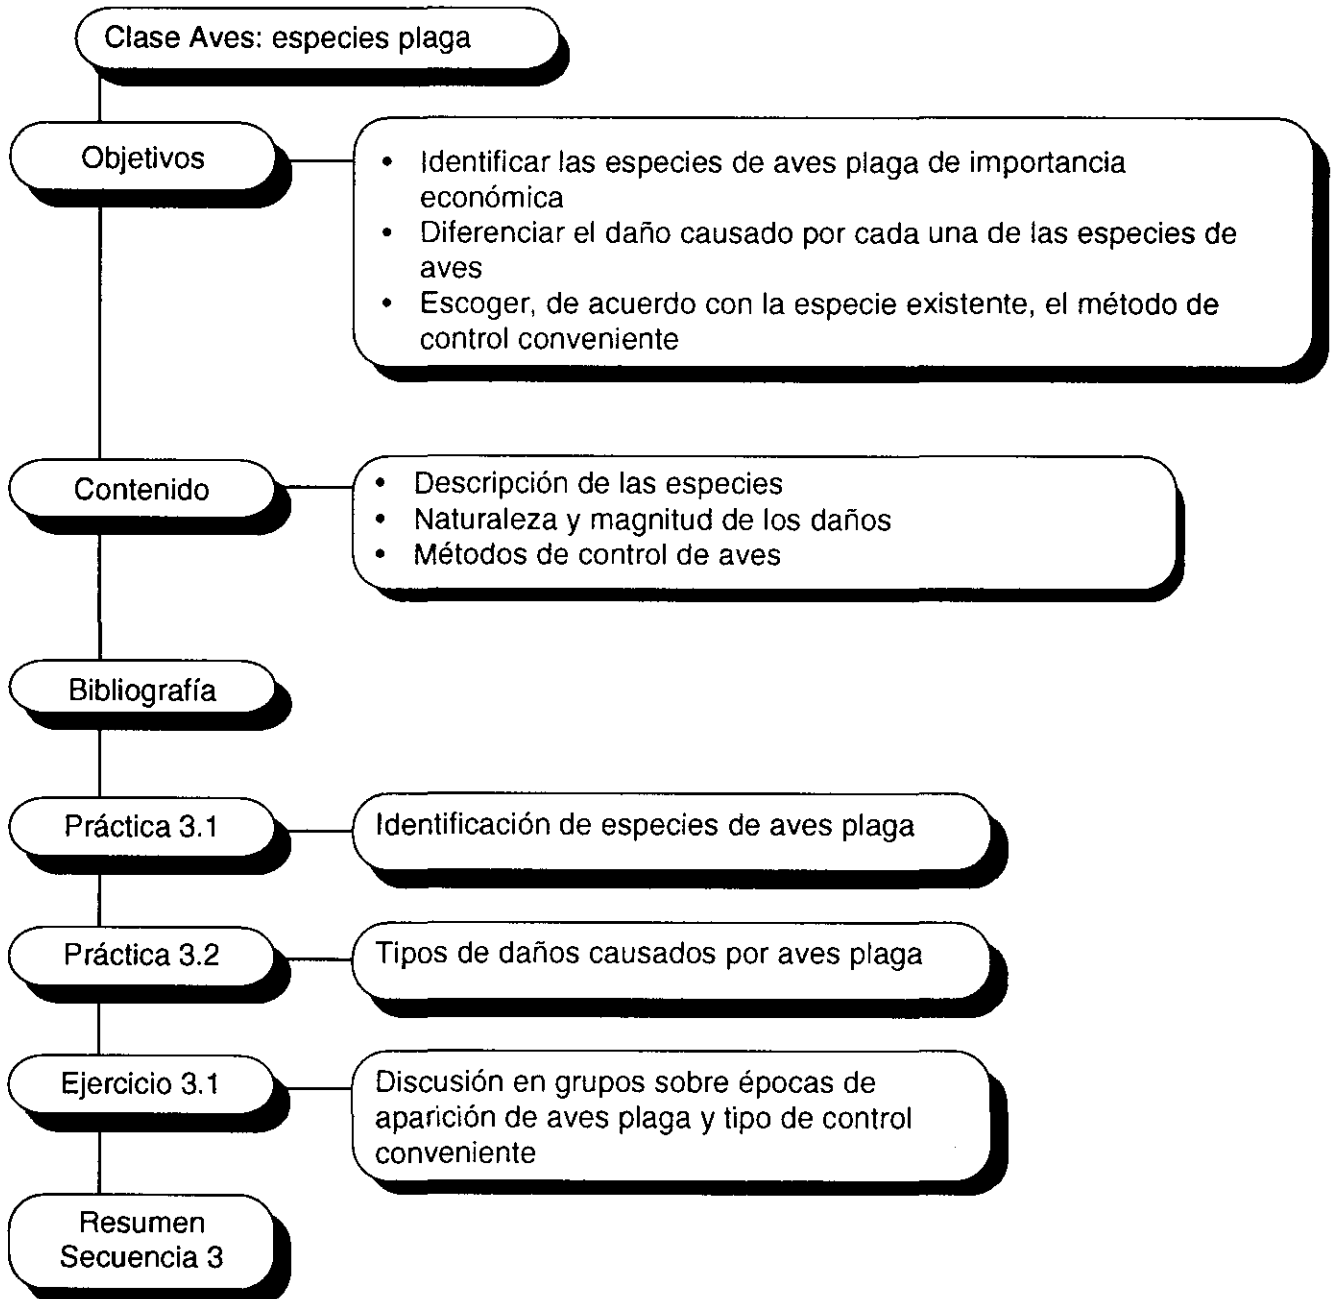 Clase Aves: especies plaga
Objetivos
• Identificar las especies de aves plaga de importancia
económica
• Diferenciar el daño causado por cada una de las especies de
aves
• Escoger, de acuerdo con la especie existente, el método de
control conveniente
Contenido
• Descripción de las especies
• Naturaleza y magnitud de los daños
• Métodos de control de aves
Bibliografía
Práctica 3.1
Identificación de especies de aves plaga
Práctica 3.2
Tipos de daños causados por aves plaga
Ejercicio 3.1
Discusión en grupos sobre épocas de
aparición de aves plaga y tipo de control
conveniente
Resumen
Secuencia 3